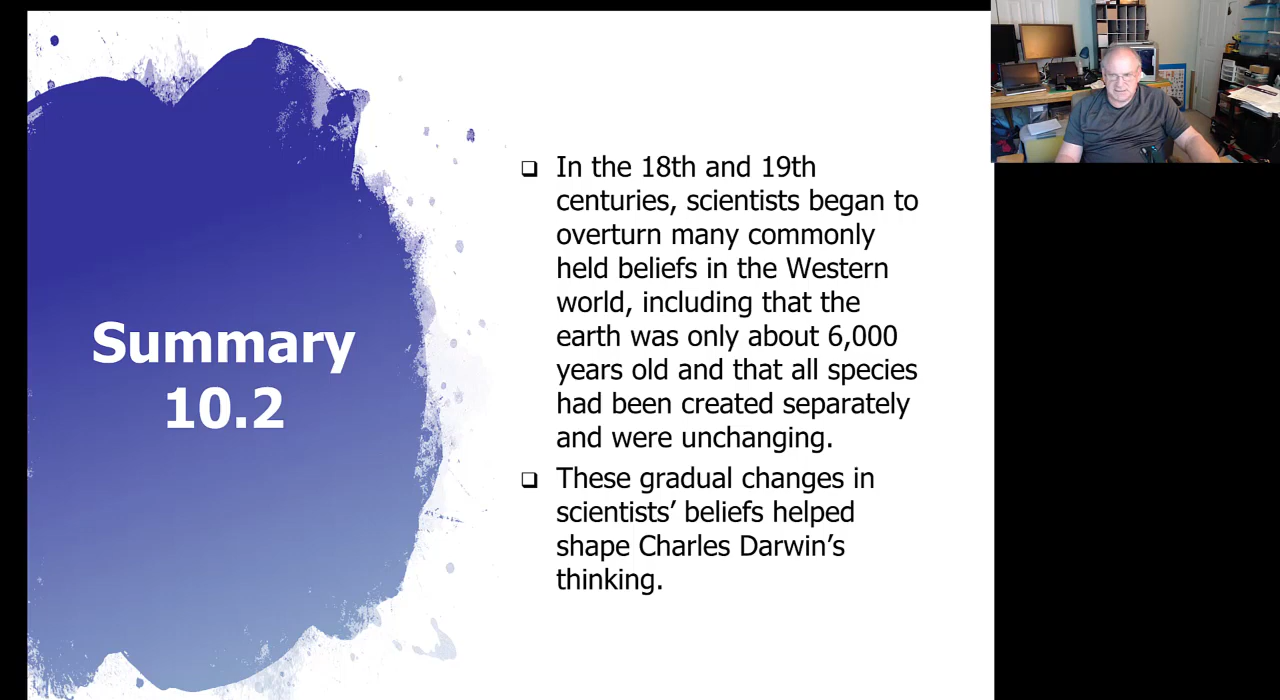 Summary
10.2
In the 18th and 19th
centuries, scientists began to
overturn many commonly
held beliefs in the Western
world, including that the
earth was only about 6,000
years old and that all species
had been created separately
and were unchanging.
These gradual changes in
scientists’ beliefs helped
shape Charles Darwin’s
thinking.